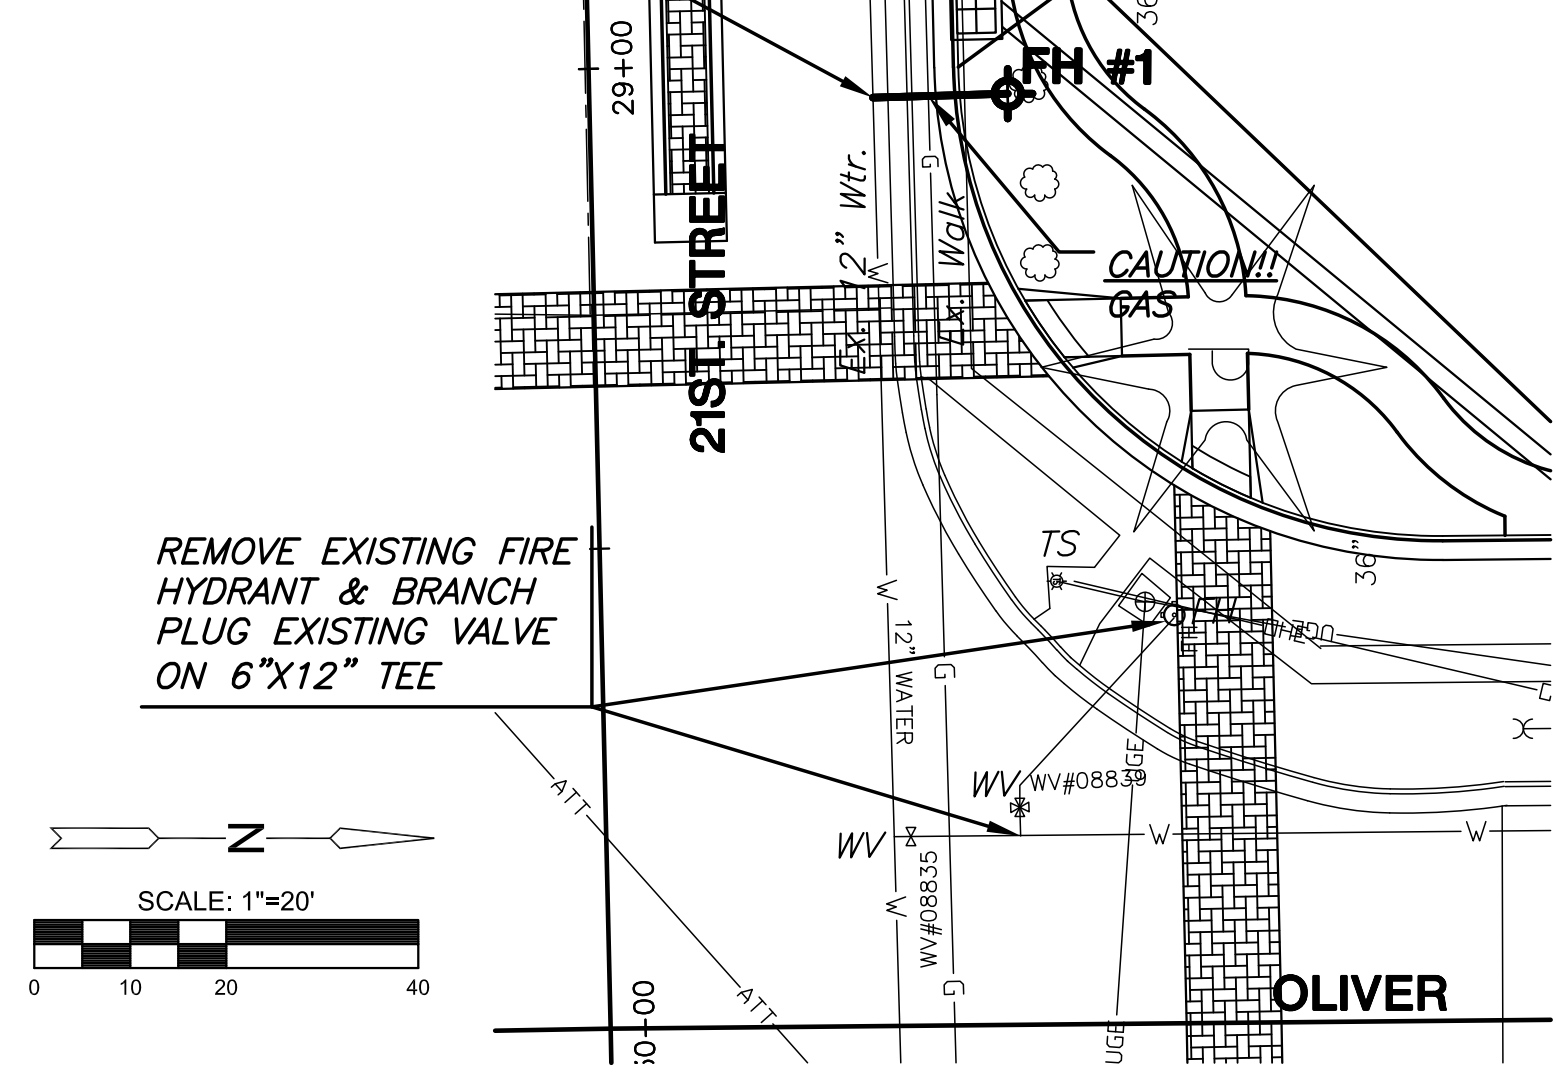 36
FH #1
29+00
G
Ex. 12” Wtr.
Ex. Walk
21ST. STREET
W
CAUTION!!
GAS
TS
36”
REMOVE EXISTING FIRE
HYDRANT & BRANCH
PLUG EXISTING VALVE
ON 6”X12” TEE
W
12” WATER
G
FH
UGE
UGE
WV
WV#08839
ATT
WV
W
W
WV#08835
W
N
SCALE: 1"=20'
0 10 20 40
G
ATT
OLIVER
UGE